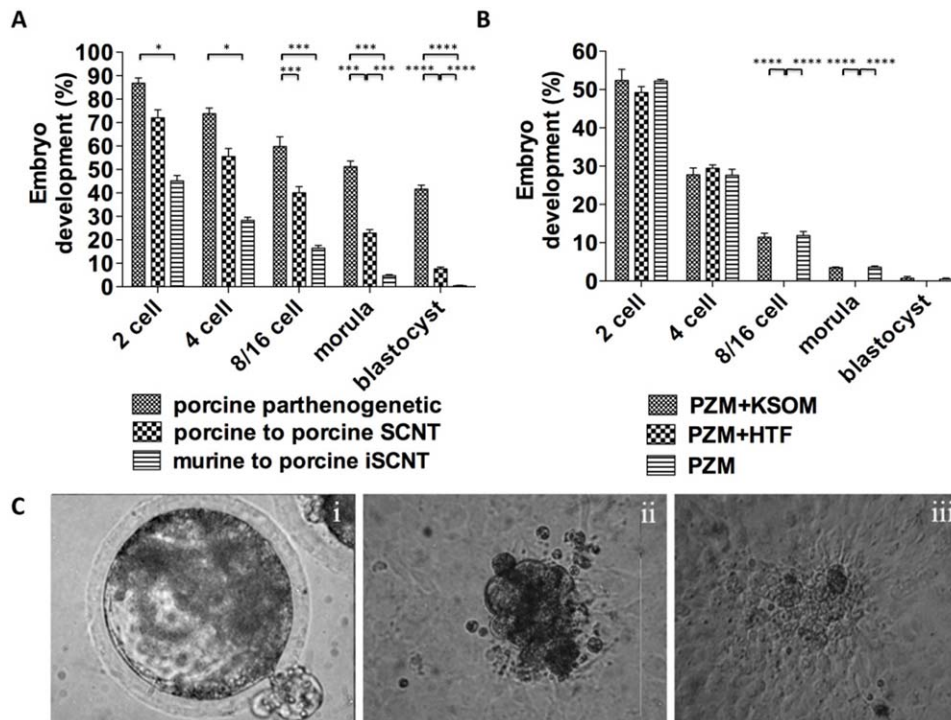 A
Embryo
development (%)
100
90
80
70
60
50
40
30
20
10
0
*
*
***
***
***
***
***
****
****
****
2 cell
4 cell
8/16 cell
morula
blastocyst
porcine parthenogenetic
porcine to porcine SCNT
murine to porcine iSCNT
B
Embryo
development (%)
60
50
40
30
20
10
0
****
****
****
****
2 cell
4 cell
8/16 cell
morula
blastocyst
PZM+KSOM
PZM+HTF
PZM
C
i
ii
iii